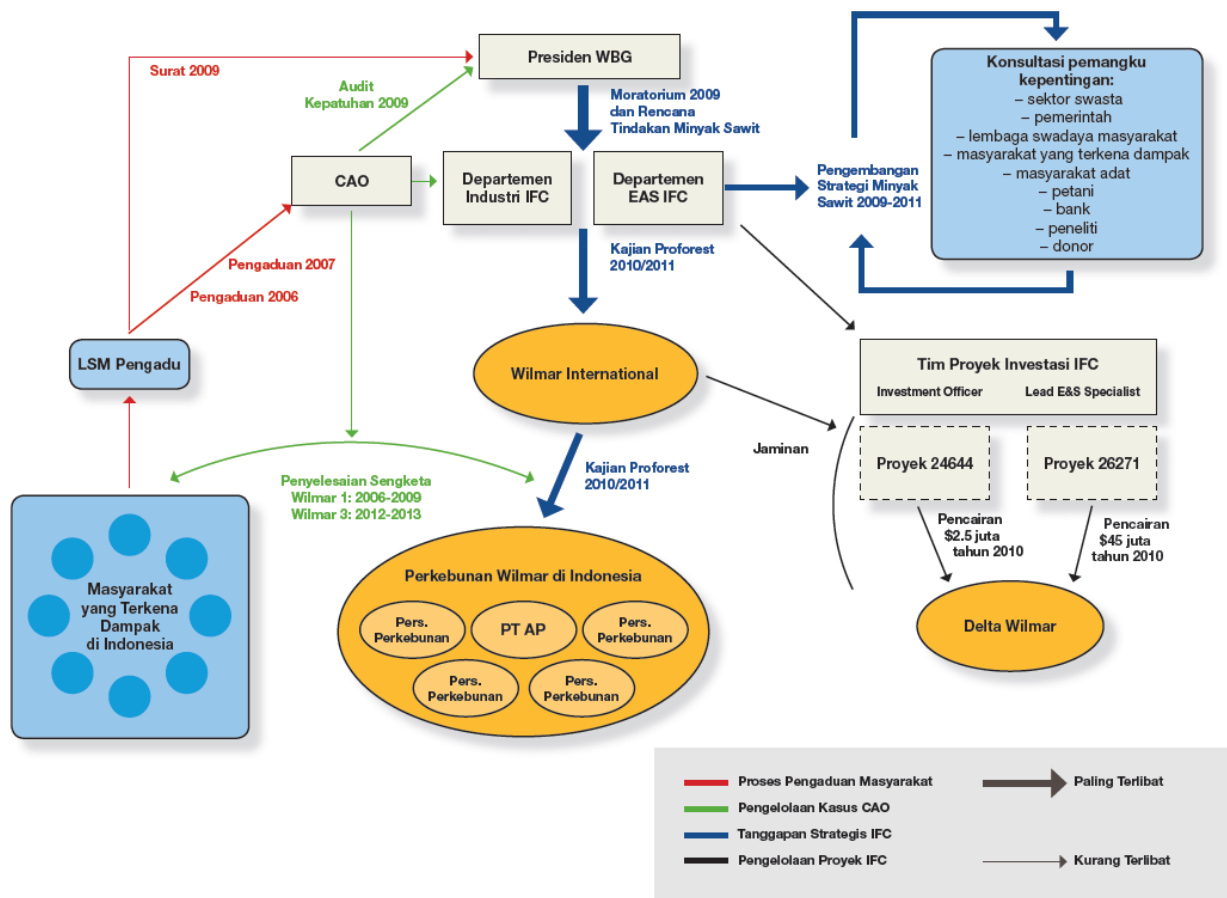 Surat 2009
Presiden WBG
Audit
Kepatuhan 2009
Moratorium 2009
dan Rencana
Tindakan Minyak Sawit
Konsultasi pemangku
kepentingan:
– sektor swasta
– pemerintah
– lembaga swadaya masyarakat
– masyarakat yang terkena dampak
– masyarakat adat
– petani
– bank
– peneliti
– donor
CAO
Departemen
Industri IFC
Departemen
EAS IFC
Pengembangan
Strategi Minyak
Sawit 2009-2011
Pengaduan 2007
Pengaduan 2006
Kajian Proforest
2010/2011
LSM Pengadu
Wilmar International
Tim Proyek Investasi IFC
Investment Officer
Lead E&S Specialist
Jaminan
Proyek 24644
Proyek 26271
Penyelesaian Sengketa
Wilmar 1: 2006-2009
Wilmar 3: 2012-2013
Kajian Proforest
2010/2011
Pencairan
$2.5 juta
tahun 2010
Pencairan
$45 juta
tahun 2010
Masyarakat
yang Terkena
Dampak
di Indonesia
Perkebunan Wilmar di Indonesia
Pers.
Perkebunan
PT AP
Pers.
Perkebunan
Pers.
Perkebunan
Pers.
Perkebunan
Delta Wilmar
Proses Pengaduan Masyarakat
Pengelolaan Kasus CAO
Tanggapan Strategis IFC
Pengelolaan Proyek IFC
Paling Terlibat
Kurang Terlibat